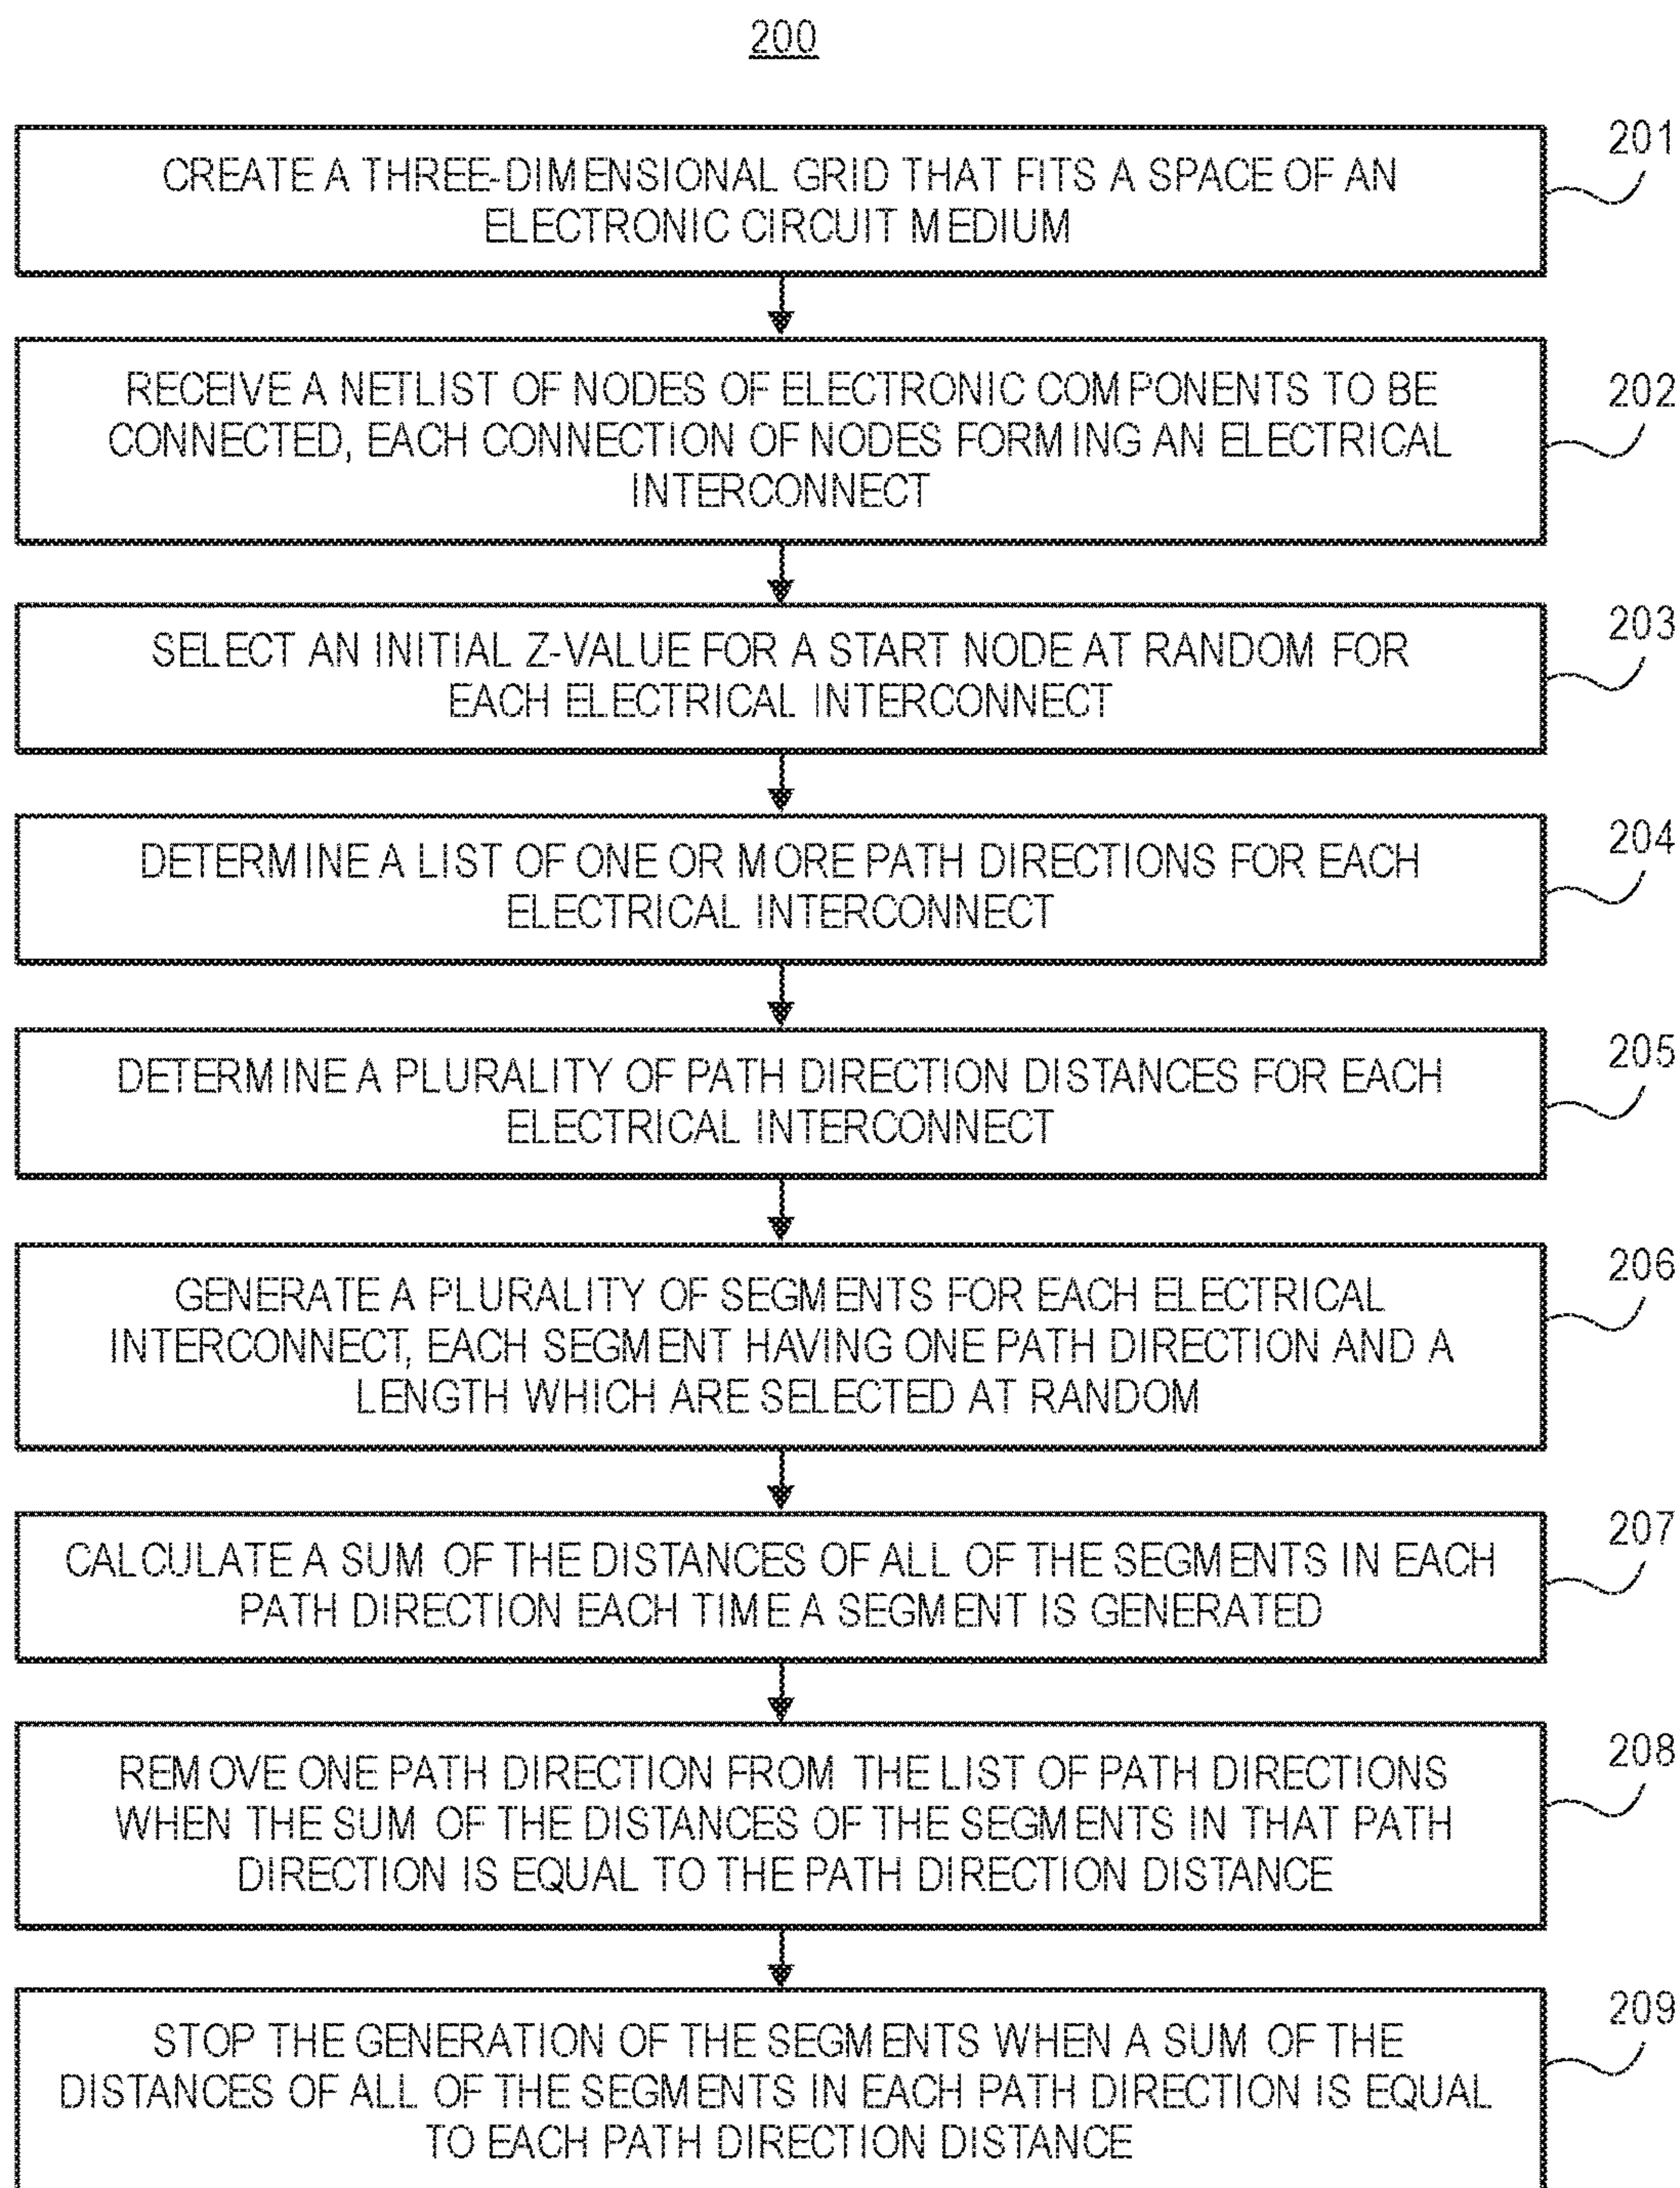 200
201
CREATE A THREE-DIMENSIONAL GRID THAT FITS A SPACE OF AN
ELECTRONIC CIRCUIT MEDIUM
202
RECEIVE A NETLIST OF NODES OF ELECTRONIC COMPONENTS TO BE
CONNECTED, EACH CONNECTION OF NODES FORMING AN ELECTRICAL
INTERCONNECT
203
SELECT AN INITIAL Z-VALUE FOR A START NODE AT RANDOM FOR
EACH ELECTRICAL INTERCONNECT
204
DETERMINE A LIST OF ONE OR MORE PATH DIRECTIONS FOR EACH
ELECTRICAL INTERCONNECT
205
DETERMINE A PLURALITY OF PATH DIRECTION DISTANCES FOR EACH
ELECTRICAL INTERCONNECT
206
GENERATE A PLURALITY OF SEGMENTS FOR EACH ELECTRICAL
INTERCONNECT, EACH SEGMENT HAVING ONE PATH DIRECTION AND A
LENGTH WHICH ARE SELECTED AT RANDOM
207
CALCULATE A SUM OF THE DISTANCES OF ALL OF THE SEGMENTS IN EACH
PATH DIRECTION EACH TIME A SEGMENT IS GENERATED
208
REMOVE ONE PATH DIRECTION FROM THE LIST OF PATH DIRECTIONS
WHEN THE SUM OF THE DISTANCES OF THE SEGMENTS IN THAT PATH
DIRECTION IS EQUAL TO THE PATH DIRECTION DISTANCE
209
STOP THE GENERATION OF THE SEGMENTS WHEN A SUM OF THE
DISTANCES OF ALL OF THE SEGMENTS IN EACH PATH DIRECTION IS EQUAL
TO EACH PATH DIRECTION DISTANCE